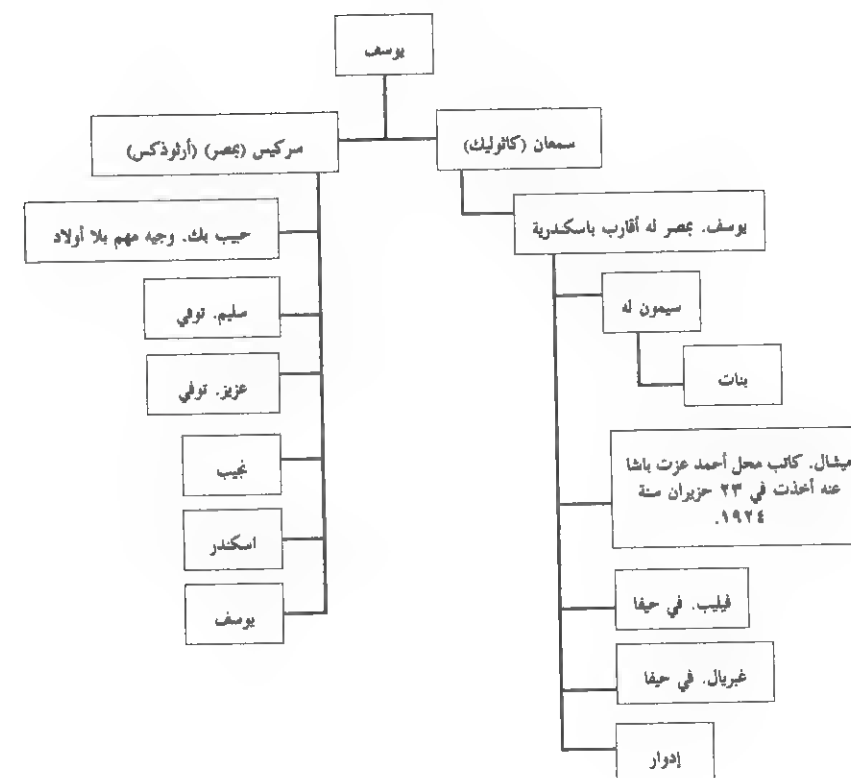 يوسف
سمعان (كاثوليك)
سركيس (بمصر) (أرثوذكس)
يوسف. بمصر له أقارب باسكندرية
سيمون له
بنات
ميشال. كاتب محل أحمد عزت باشا
عنه أخذت في ٢٣ حزيران سنة
١٩٢٤.
فيليب. في حيفا
غبريال. في حيفا
إدوار
حبيب بك. وجيه مهم بلا أولاد
سليم. توفي
عزيز. توفي
نجيب
اسكندر
يوسف